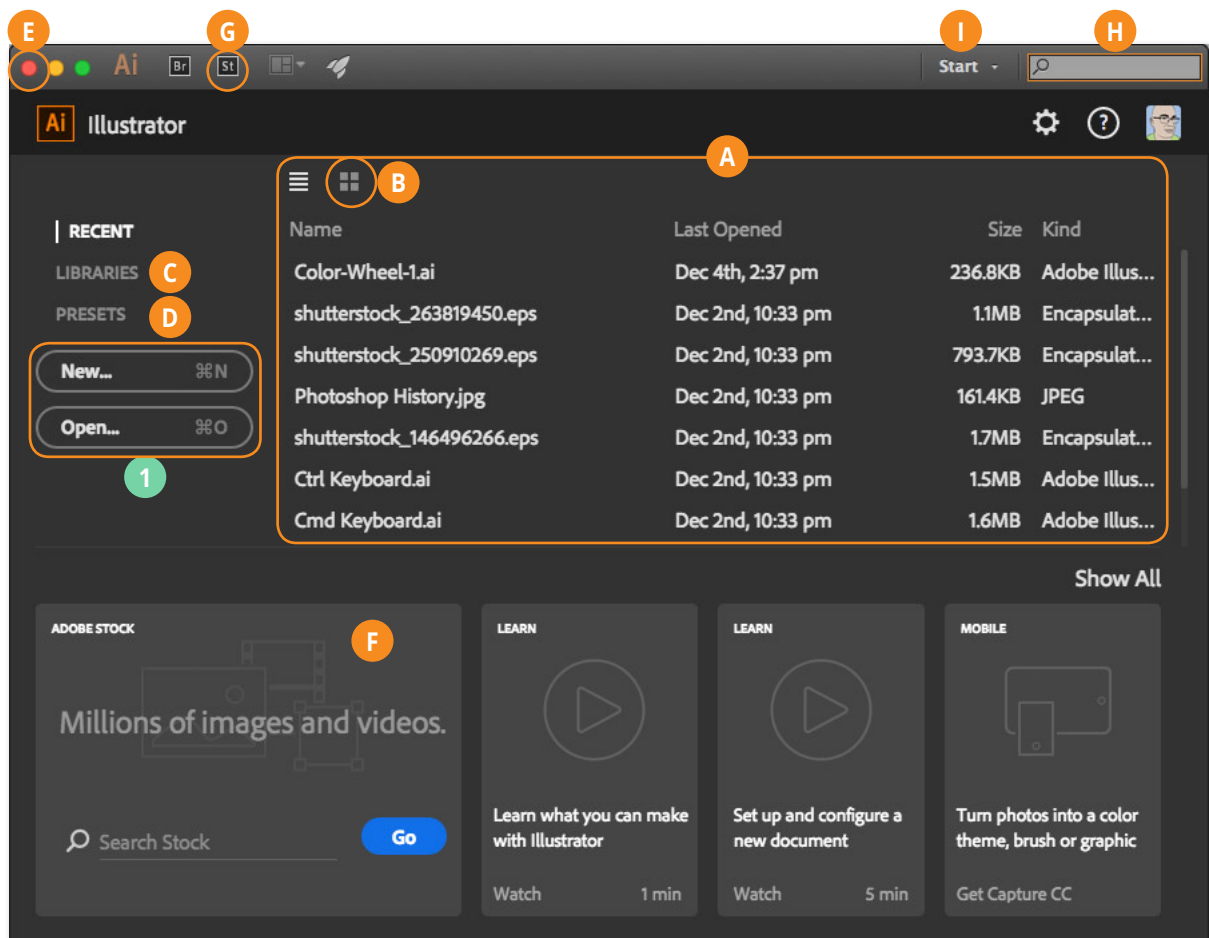 E G I H
Ai Br St Start
Ai Illustrator ?
A
B
RECENT Name Last Opened Size Kind
LIBRARIES C Color-Wheel-1.ai Dec 4th, 2:37 pm 236.8KB Adobe Illus...
PRESETS D shutterstock_263819450.eps Dec 2nd, 10:33 pm 1.1MB Encapsulat...
shutterstock_250910269.eps Dec 2nd, 10:33 pm 793.7KB Encapsulat...
New... ⌘N
Photoshop History.jpg Dec 2nd, 10:33 pm 161.4KB JPEG
Open... ⌘O shutterstock_146496266.eps Dec 2nd, 10:33 pm 1.7MB Encapsulat...
1 Ctrl Keyboard.ai Dec 2nd, 10:33 pm 1.5MB Adobe Illus...
Cmd Keyboard.ai Dec 2nd, 10:33 pm 1.6MB Adobe Illus...
Show All
ADOBE STOCK F
Millions of images and videos.
Search Stock Go
LEARN
Learn what you can make
with Illustrator
Watch 1 min
LEARN
Set up and configure a
new document
Watch 5 min
MOBILE
Turn photos into a color
theme, brush or graphic
Get Capture CC